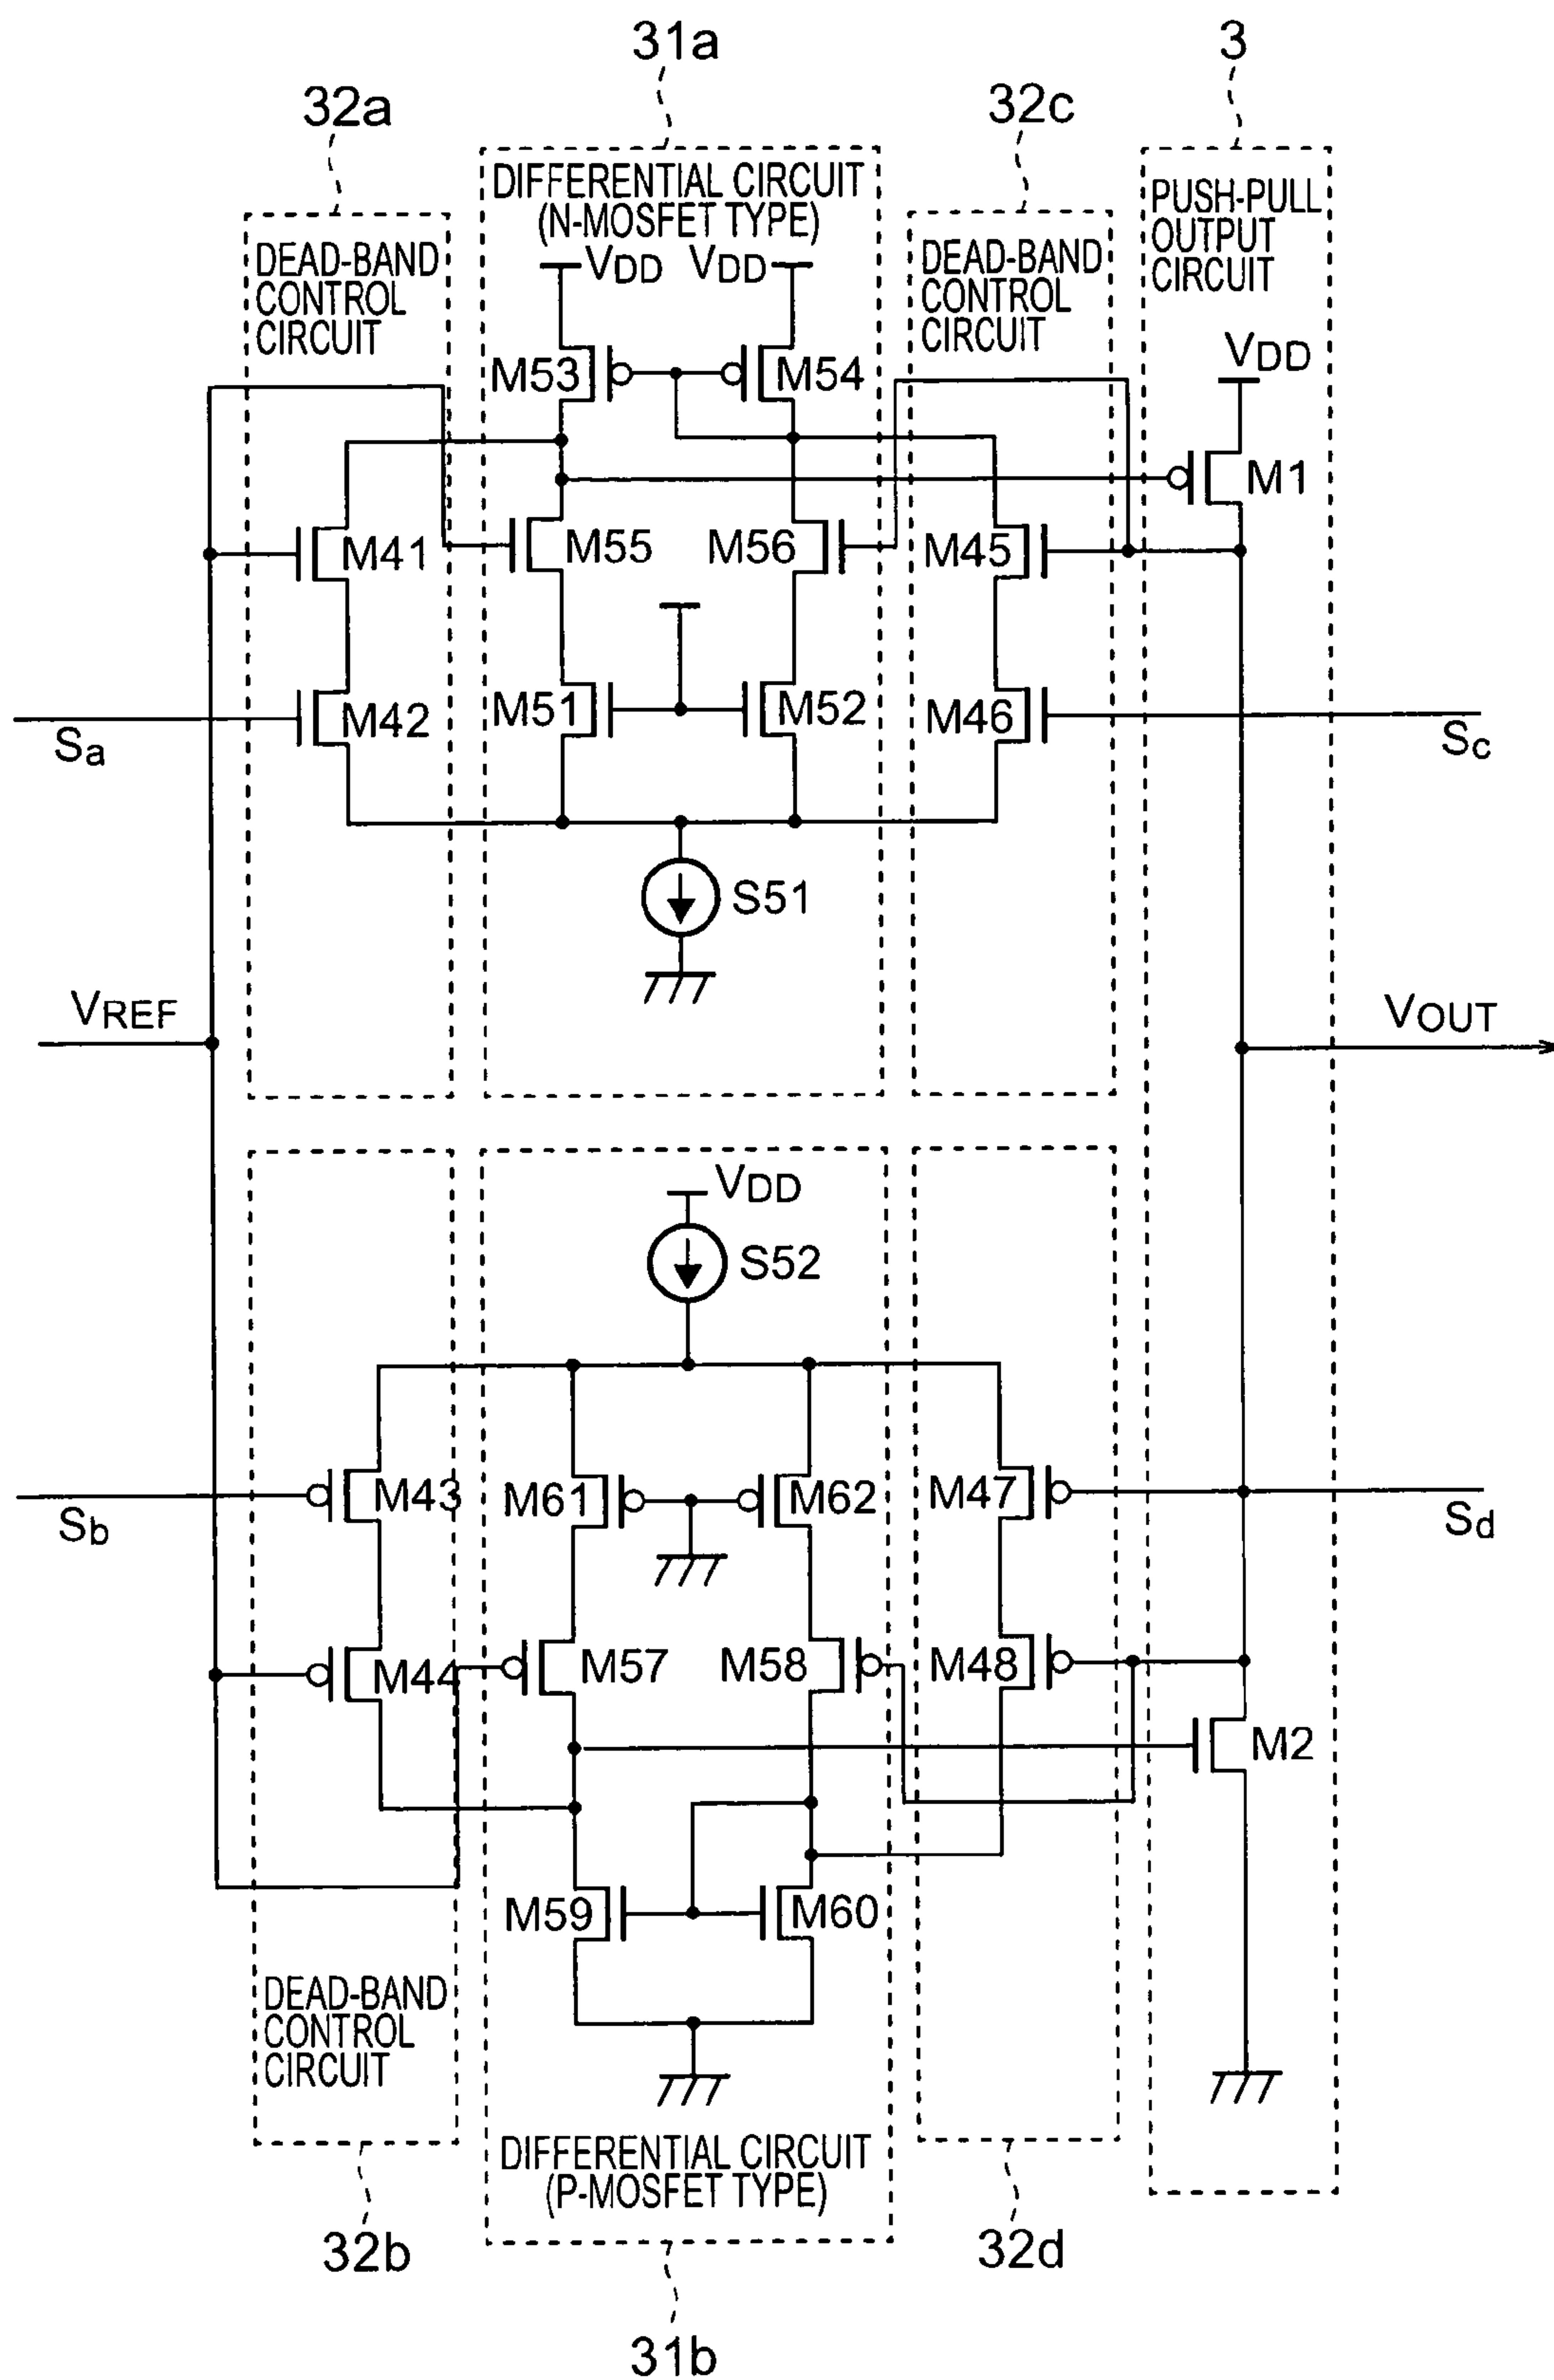 31a
3
32a
32c
DIFFERENTIAL CIRCUIT
(N-MOSFET TYPE)
PUSH-PULL
OUTPUT
CIRCUIT
DEAD-BAND
CONTROL
CIRCUIT
DEAD-BAND
CONTROL
CIRCUIT
VDD VDD
VDD
M53
M54
M1
M41
M55
M56
M45
M42
M51
M52
M46
Sa
Sc
S51
VREF
VOUT
VDD
S52
M43
M61
M62
M47
Sb
Sd
M44
M57
M58
M48
M2
M59
M60
DEAD-BAND
CONTROL
CIRCUIT
DIFFERENTIAL CIRCUIT
(P-MOSFET TYPE)
32b
32d
31b